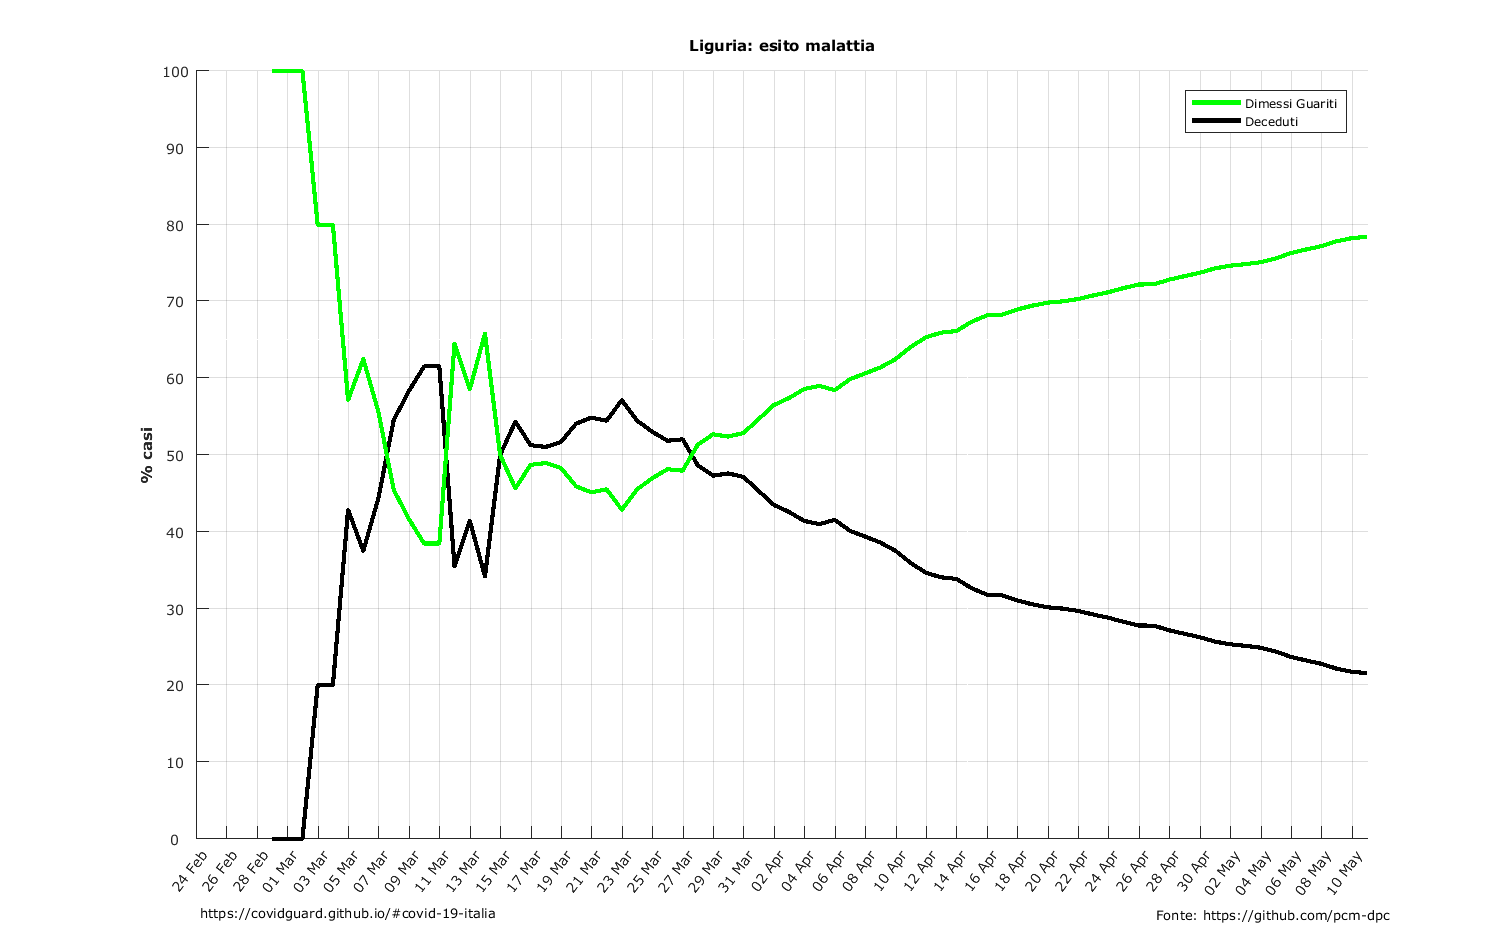 Liguria: esito malattia
Dimessi Guariti
Deceduti
% casi
100
90
80
70
60
50
40
30
20
10
0
24 Feb
26 Feb
28 Feb
01 Mar
03 Mar
05 Mar
07 Mar
09 Mar
11 Mar
13 Mar
15 Mar
17 Mar
19 Mar
21 Mar
23 Mar
25 Mar
27 Mar
29 Mar
31 Mar
02 Apr
04 Apr
06 Apr
08 Apr
10 Apr
12 Apr
14 Apr
16 Apr
18 Apr
20 Apr
22 Apr
24 Apr
26 Apr
28 Apr
30 Apr
02 May
04 May
06 May
08 May
10 May
https://covidguard.github.io/#covid-19-italia
Fonte: https://github.com/pcm-dpc